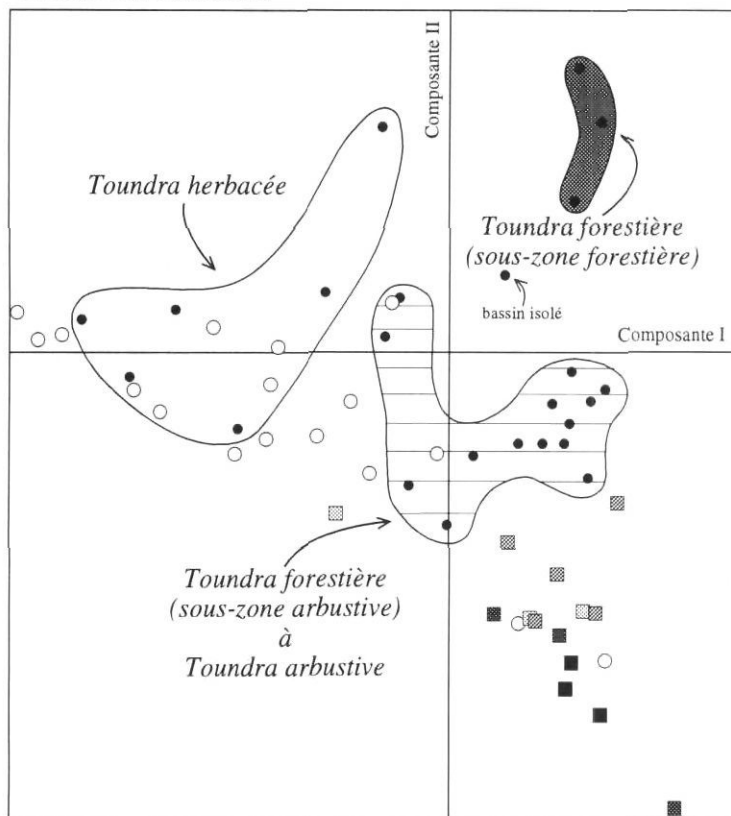 Composante II
Toundra herbacée
Toundra forestière
(sous-zone forestière)
bassin isolé
Composante I
Toundra forestière
(sous-zone arbustive)
à
Toundra arbustive